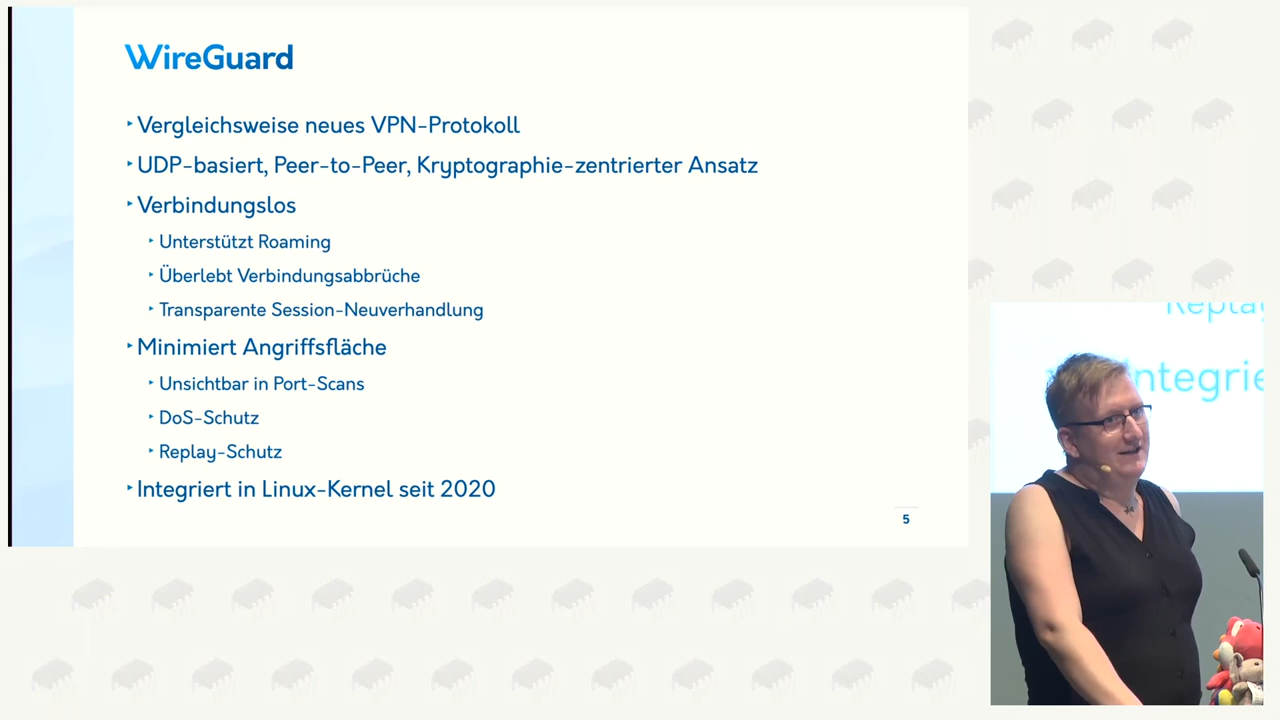 WireGuard
‣ Vergleichsweise neues VPN-Protokoll
‣ UDP-basiert, Peer-to-Peer, Kryptographie-zentrierter Ansatz
‣ Verbindungslos
‣ Unterstützt Roaming
‣ Überlebt Verbindungsabbrüche
‣ Transparente Session-Neuverhandlung
‣ Minimiert Angriffsfläche
‣ Unsichtbar in Port-Scans
‣ DoS-Schutz
‣ Replay-Schutz
‣ Integriert in Linux-Kernel seit 2020
5
Replay
Integrie